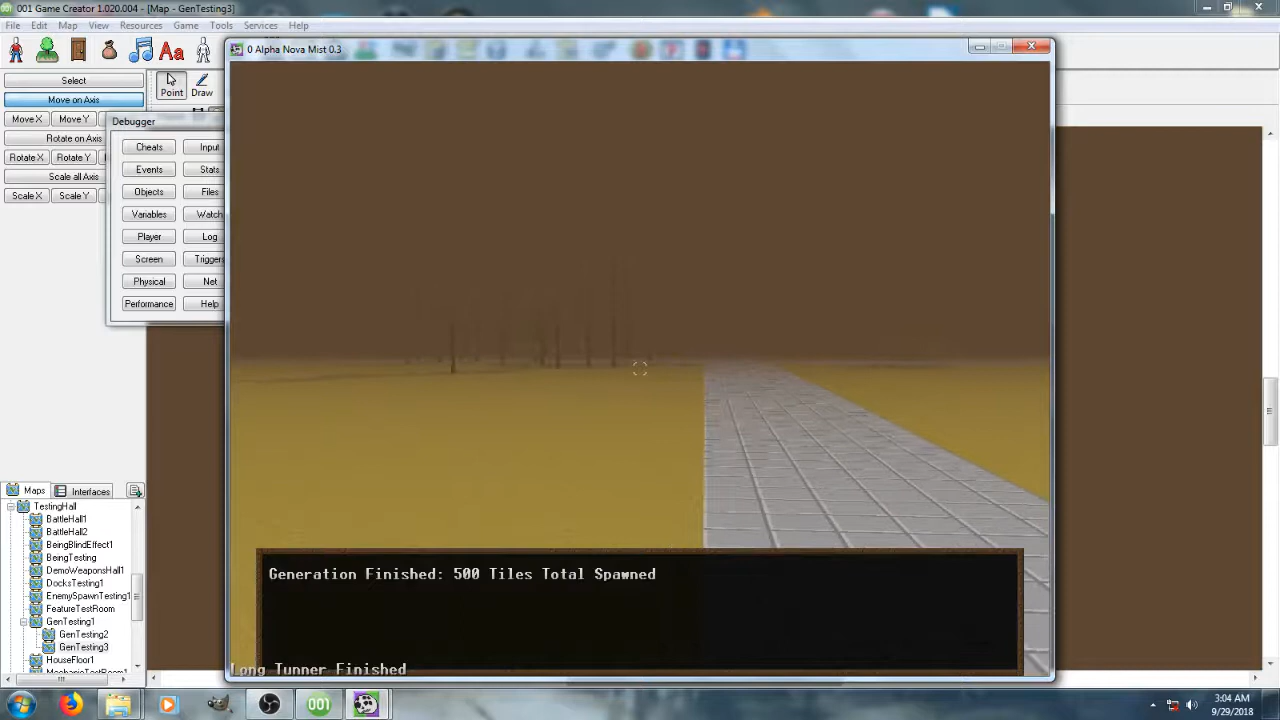 001 Game Creator 1.020.004 - [Map - GenTesting3]
File Edit Map View Resources Game Tools Services Help
Select
Point Draw
Move on Axis
Move X Move Y
Rotate on Axis
Rotate X Rotate Y
Scale all Axis
Scale X Scale Y
Debugger
Cheats Input
Events Stats
Objects Files
Variables Watch
Player Log
Screen Triggers
Physical Net
Performance Help
0 Alpha Nova Mist 0.3
Generation Finished: 500 Tiles Total Spawned
Long Tunner Finished
Maps Interfaces
TestingHall
BattleHall1
BattleHall2
BeingBlindEffect1
BeingTesting
DemoWeaponsHall1
DocksTesting1
EnemySpawnTesting1
FeatureTestRoom
GenTesting1
GenTesting2
GenTesting3
HouseFloor1
001
3:04 AM
9/29/2018